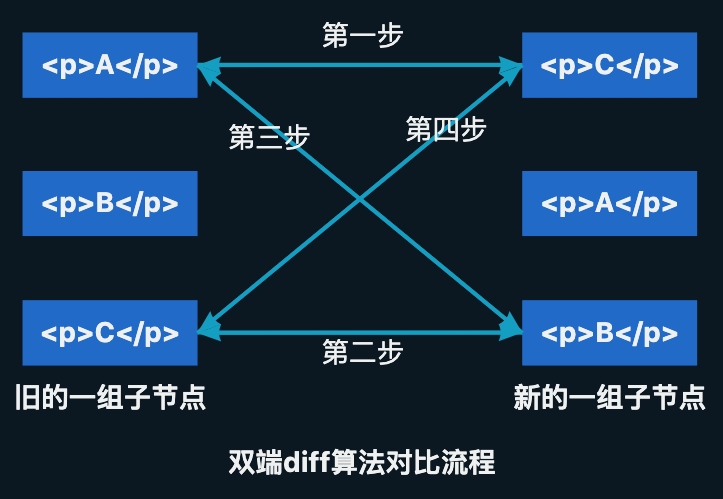 第一步
<p>A</p>
<p>C</p>
第三步
第四步
<p>B</p>
<p>A</p>
<p>C</p>
<p>B</p>
第二步
旧的一组子节点
新的一组子节点
双端diff算法对比流程